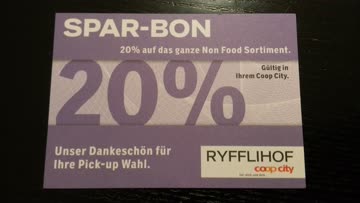 SPAR-BON
20% auf das ganze Non Food Sortiment.
Gültig in
Ihrem Coop City.
20%
Unser Dankeschön für
Ihre Pick-up Wahl.
RYFFLIHOF
coop city